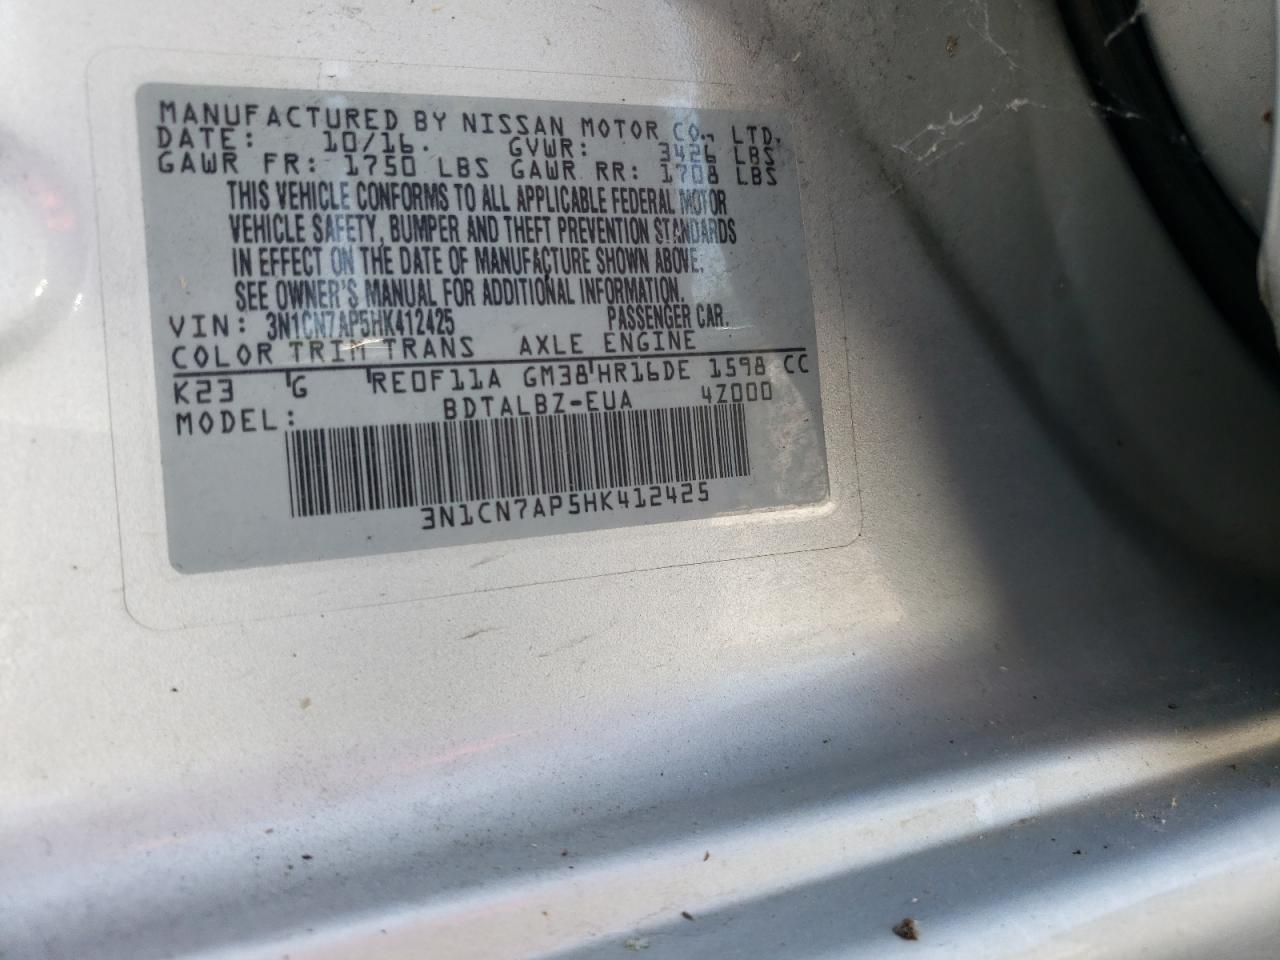 MANUFACTURED BY NISSAN MOTOR CO., LTD.
DATE: 10/16. GVWR: 3426 LBS
GAWR FR: 1750 LBS GAWR RR: 1708 LBS
THIS VEHICLE CONFORMS TO ALL APPLICABLE FEDERAL MOTOR
VEHICLE SAFETY, BUMPER AND THEFT PREVENTION STANDARDS
IN EFFECT ON THE DATE OF MANUFACTURE SHOWN ABOVE.
SEE OWNER'S MANUAL FOR ADDITIONAL INFORMATION.
VIN: 3N1CN7AP5HK412425 PASSENGER CAR
COLOR TRIM TRANS AXLE ENGINE
K23 G RE0F11A GM38 HR16DE 1598 CC
MODEL: BDTALBZ-EUA 4Z000
3N1CN7AP5HK412425